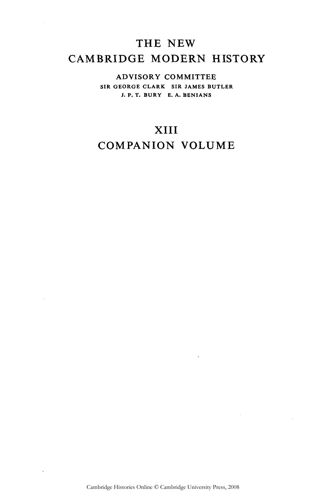 THE NEW
CAMBRIDGE MODERN HISTORY
ADVISORY COMMITTEE
SIR GEORGE CLARK SIR JAMES BUTLER
J. P. T. BURY E. A. BENIANS
XIII
COMPANION VOLUME
Cambridge Histories Online © Cambridge University Press, 2008